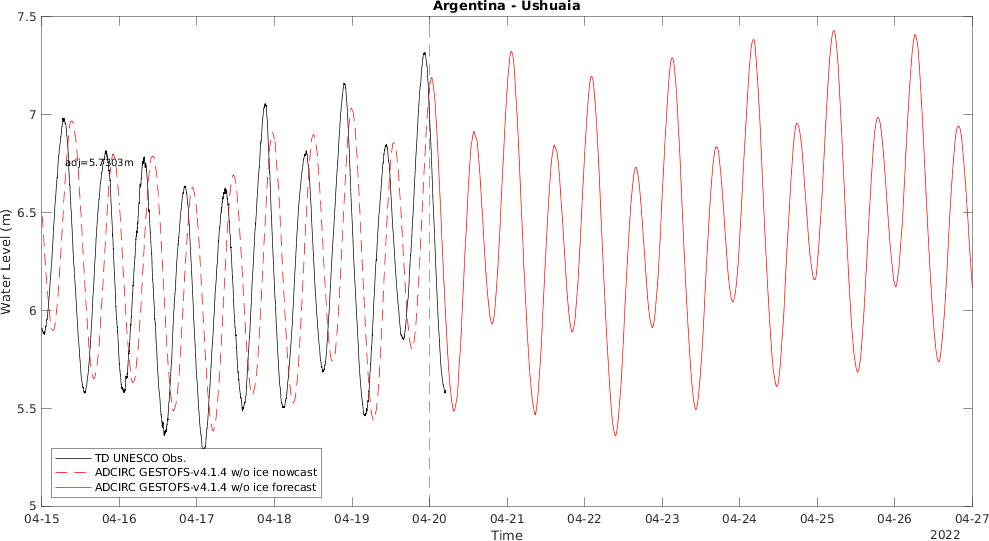 Argentina - Ushuaia
Water Level (m)
7.5
7
6.5
6
5.5
5
adj=5.7303m
TD UNESCO Obs.
ADCIRC GESTOFS-v4.1.4 w/o ice nowcast
ADCIRC GESTOFS-v4.1.4 w/o ice forecast
04-15 04-16 04-17 04-18 04-19 04-20 04-21 04-22 04-23 04-24 04-25 04-26 04-27
Time
2022